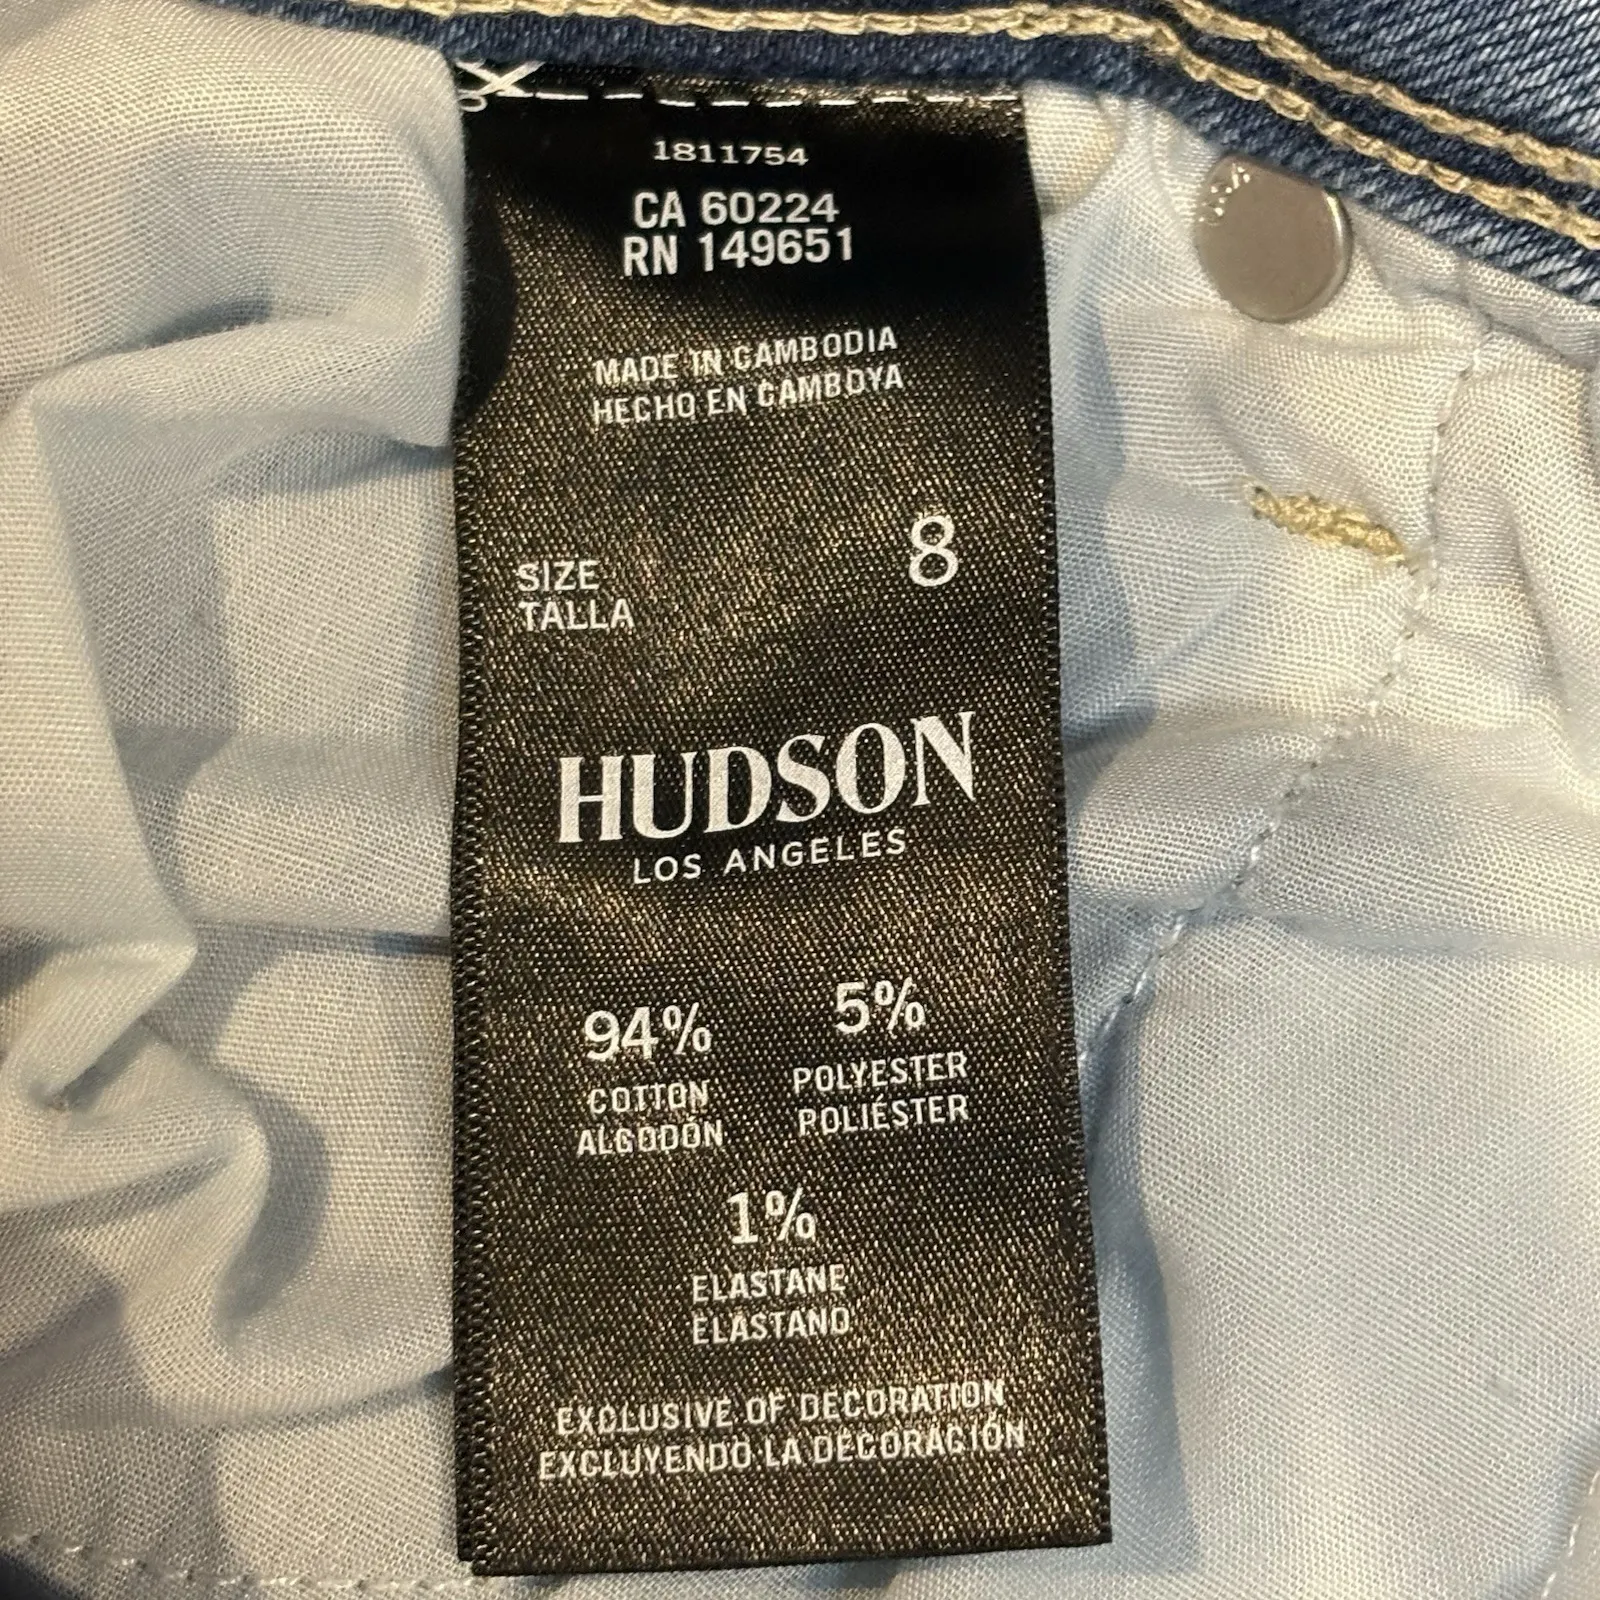 1811754
CA 60224
RN 149651
MADE IN CAMBODIA
HECHO EN CAMBOYA
SIZE
TALLA
8
HUDSON
LOS ANGELES
94%
COTTON
ALGODÓN
5%
POLYESTER
POLIÉSTER
1%
ELASTANE
ELASTANO
EXCLUSIVE OF DECORATION
EXCLUYENDO LA DECORACIÓN